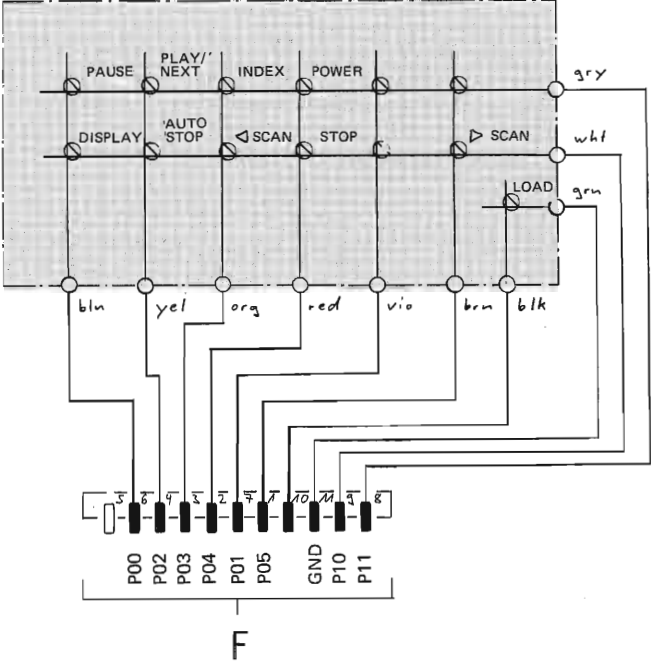 PLAY/
PAUSE NEXT INDEX POWER
gry
'AUTO
DISPLAY 'STOP ◁ SCAN STOP ▷ SCAN
wht
LOAD
grn
bln yel org red vio brn blk
5 6 4 3 2 7 1 10 11 9 8
P00 P02 P03 P04 P01 P05 GND P10 P11
F